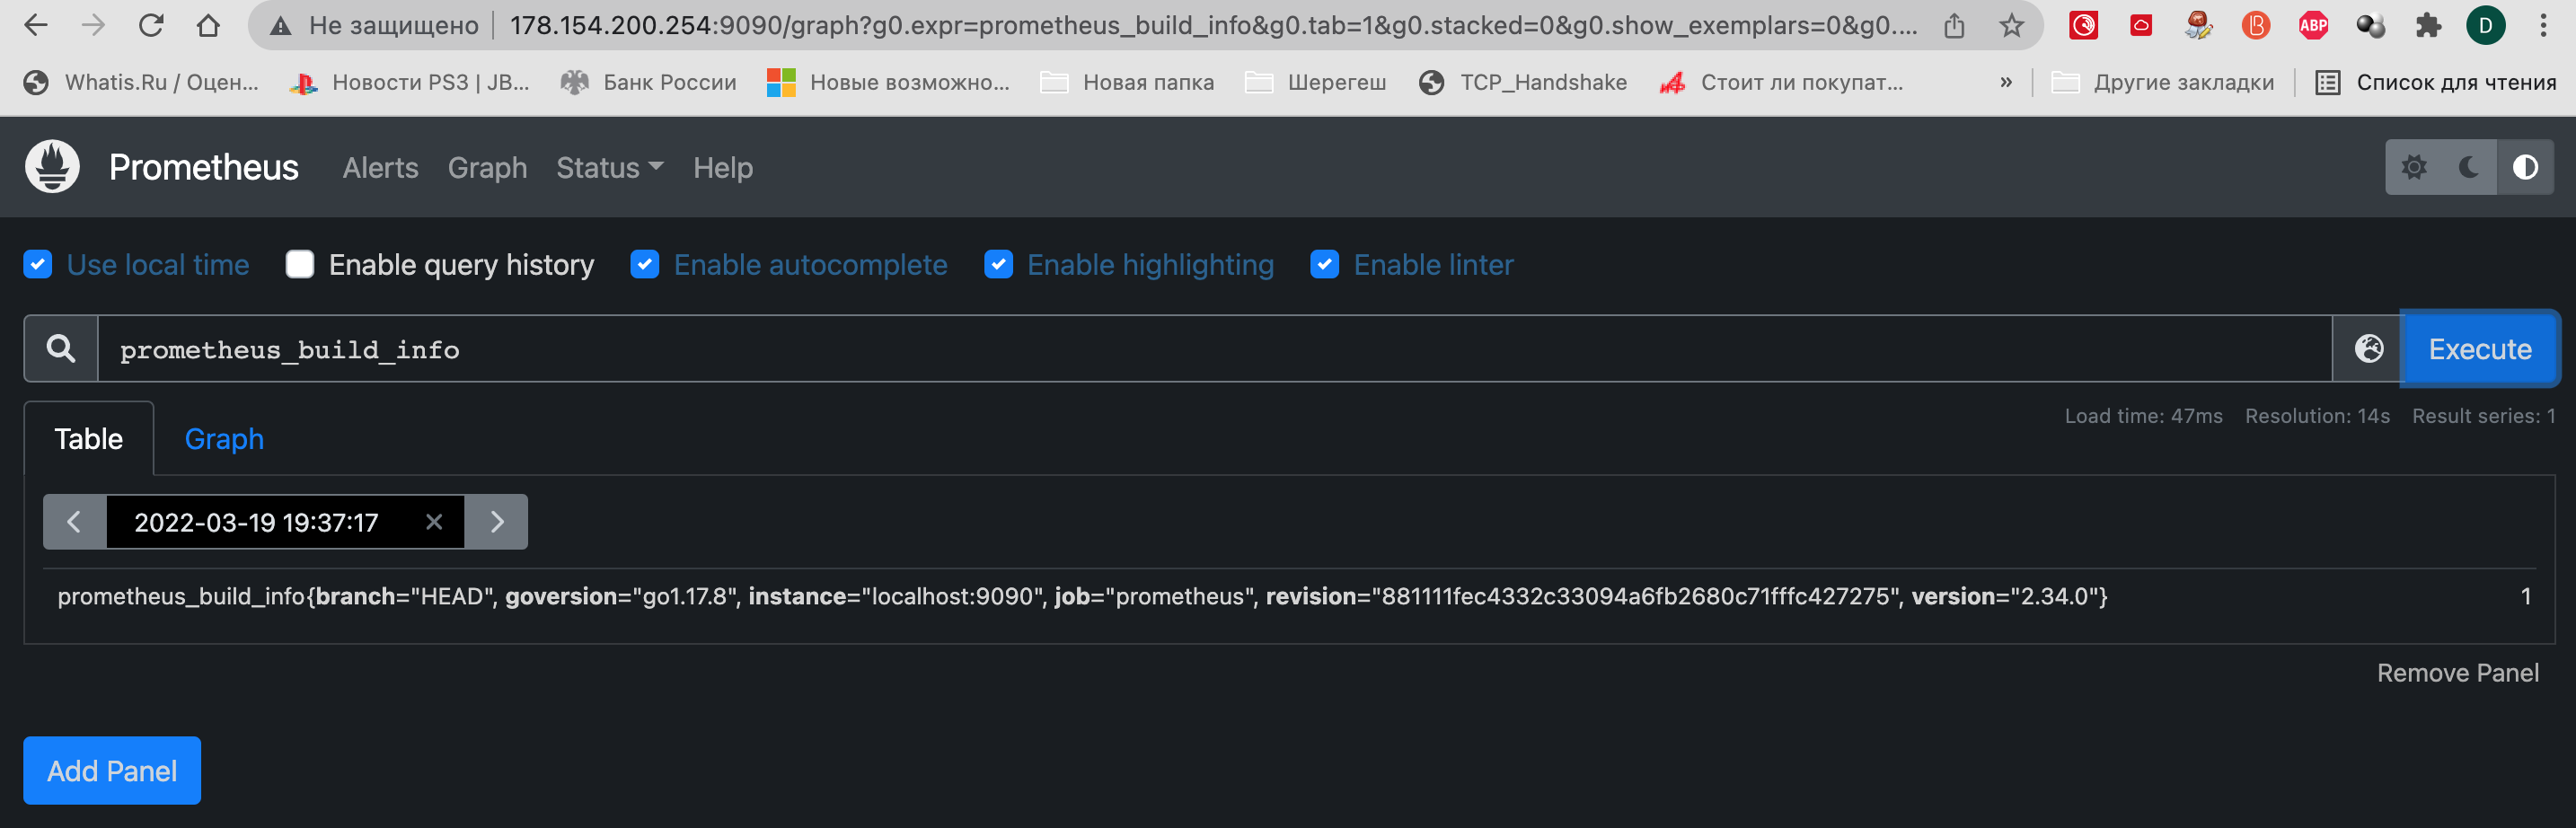 Не защищено 178.154.200.254:9090/graph?g0.expr=prometheus_build_info&g0.tab=1&g0.stacked=0&g0.show_exemplars=0&g0.... ABP D
Whatis.Ru / Оцен... Новости PS3 | JB... Банк России Новые возможно... Новая папка Шерегеш TCP_Handshake Стоит ли покупат... » Другие закладки Список для чтения
Prometheus Alerts Graph Status Help
Use local time Enable query history Enable autocomplete Enable highlighting Enable linter
prometheus_build_info Execute
Load time: 47ms Resolution: 14s Result series: 1
Table Graph
2022-03-19 19:37:17
prometheus_build_info{branch="HEAD", goversion="go1.17.8", instance="localhost:9090", job="prometheus", revision="881111fec4332c33094a6fb2680c71fffc427275", version="2.34.0"} 1
Remove Panel
Add Panel